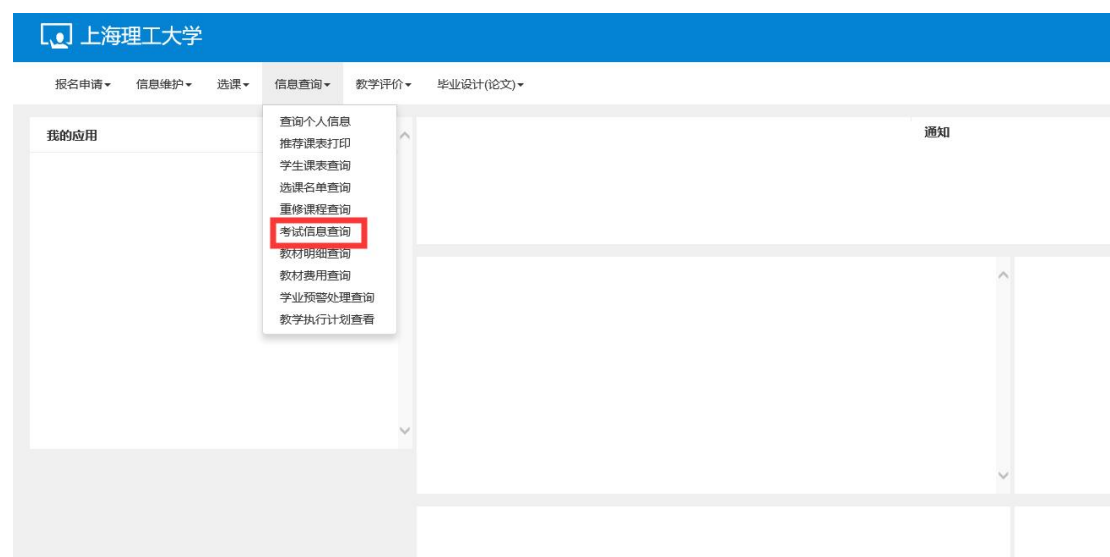 上海理工大学
报名申请 信息维护 选课 信息查询 教学评价 毕业设计(论文)
我的应用
查询个人信息
推荐课表打印
学生课表查询
选课名单查询
重修课程查询
考试信息查询
教材明细查询
教材费用查询
学业预警处理查询
教学执行计划查看
通知